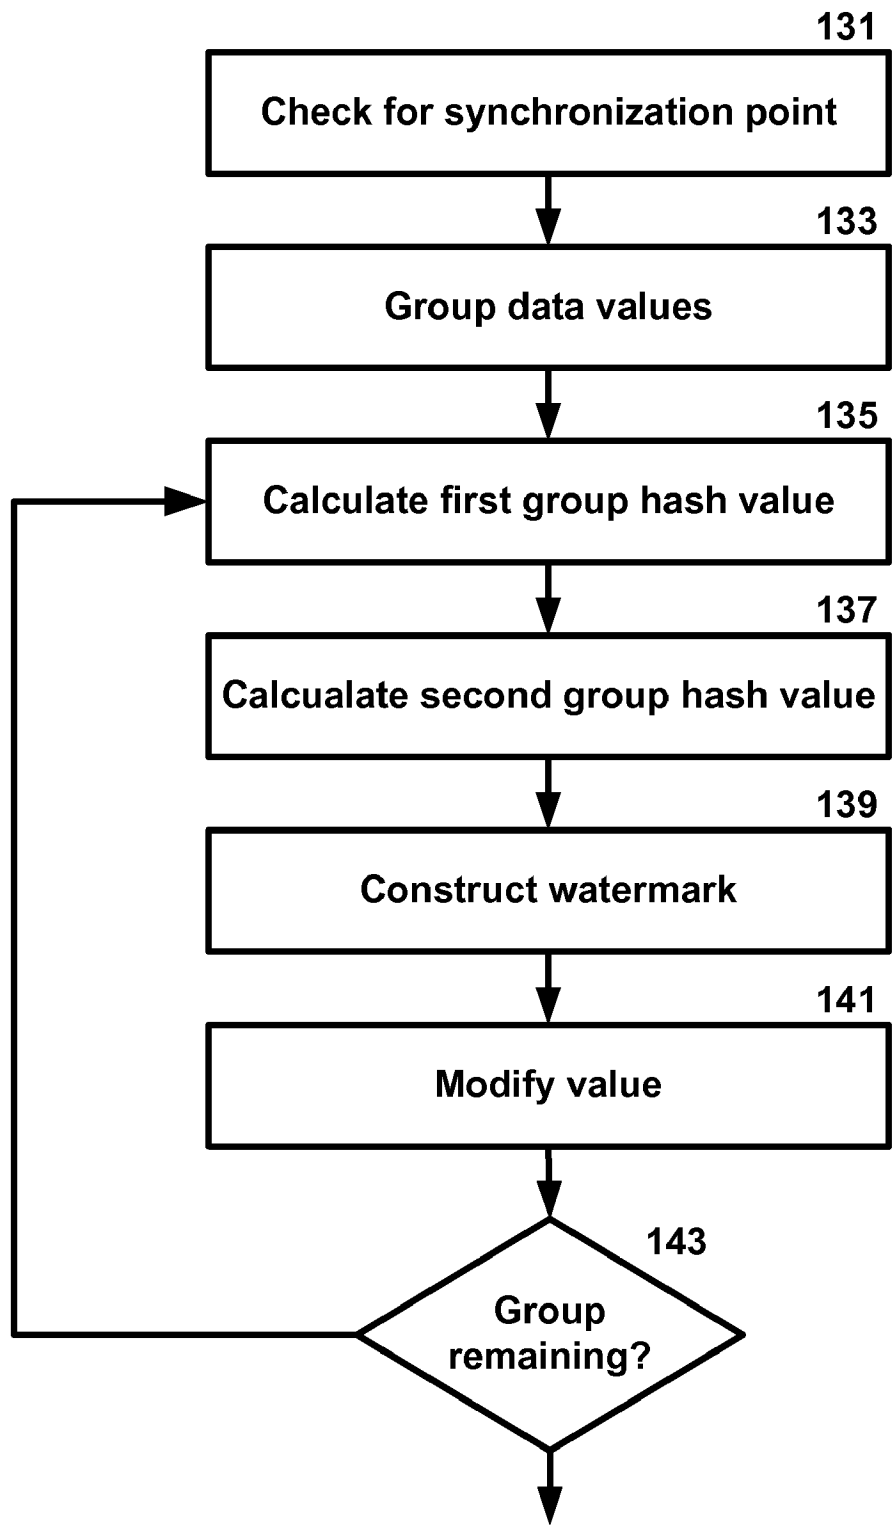 131
Check for synchronization point
133
Group data values
135
Calculate first group hash value
137
Calcualate second group hash value
139
Construct watermark
141
Modify value
143
Group
remaining?